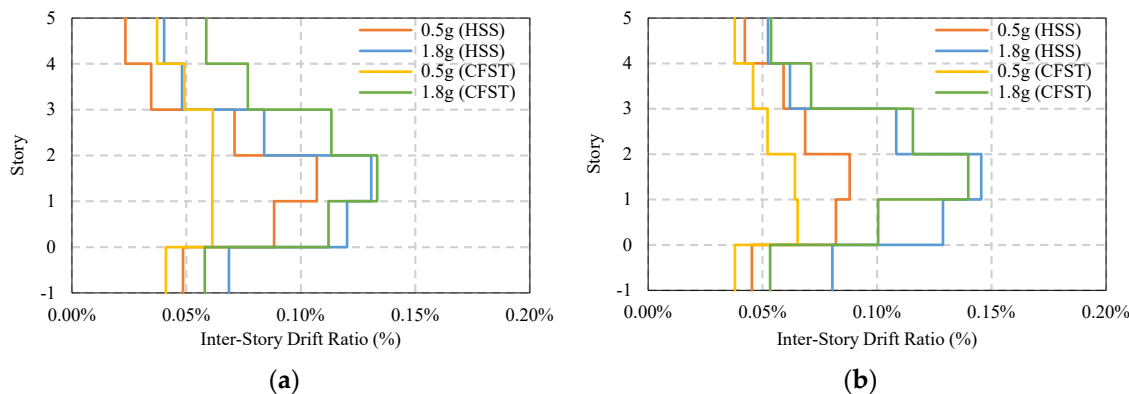 5
4
3
2
1
0
-1
Story
0.5g (HSS)
1.8g (HSS)
0.5g (CFST)
1.8g (CFST)
0.00% 0.05% 0.10% 0.15% 0.20%
Inter-Story Drift Ratio (%)
(a)
5
4
3
2
1
0
-1
Story
0.5g (HSS)
1.8g (HSS)
0.5g (CFST)
1.8g (CFST)
0.00% 0.05% 0.10% 0.15% 0.20%
Inter-Story Drift Ratio (%)
(b)